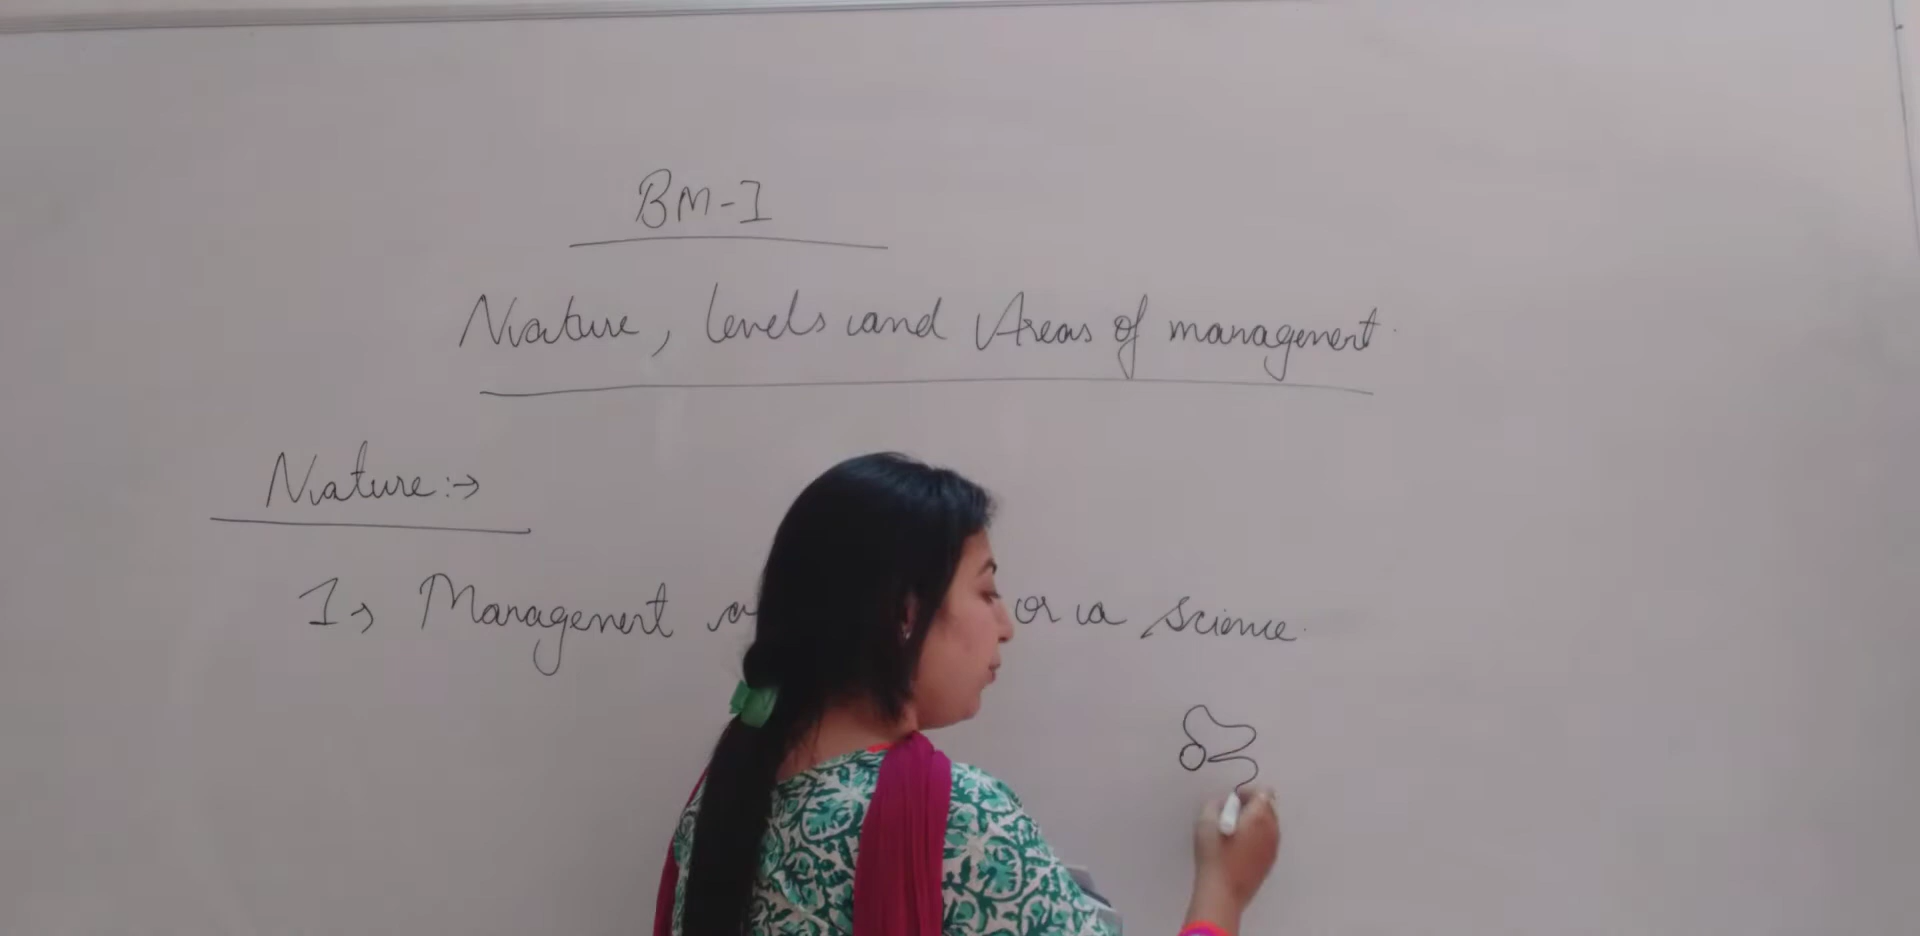 BM-I
Nature, levels and Areas of management.
Nature:→
1→ Management or a science.